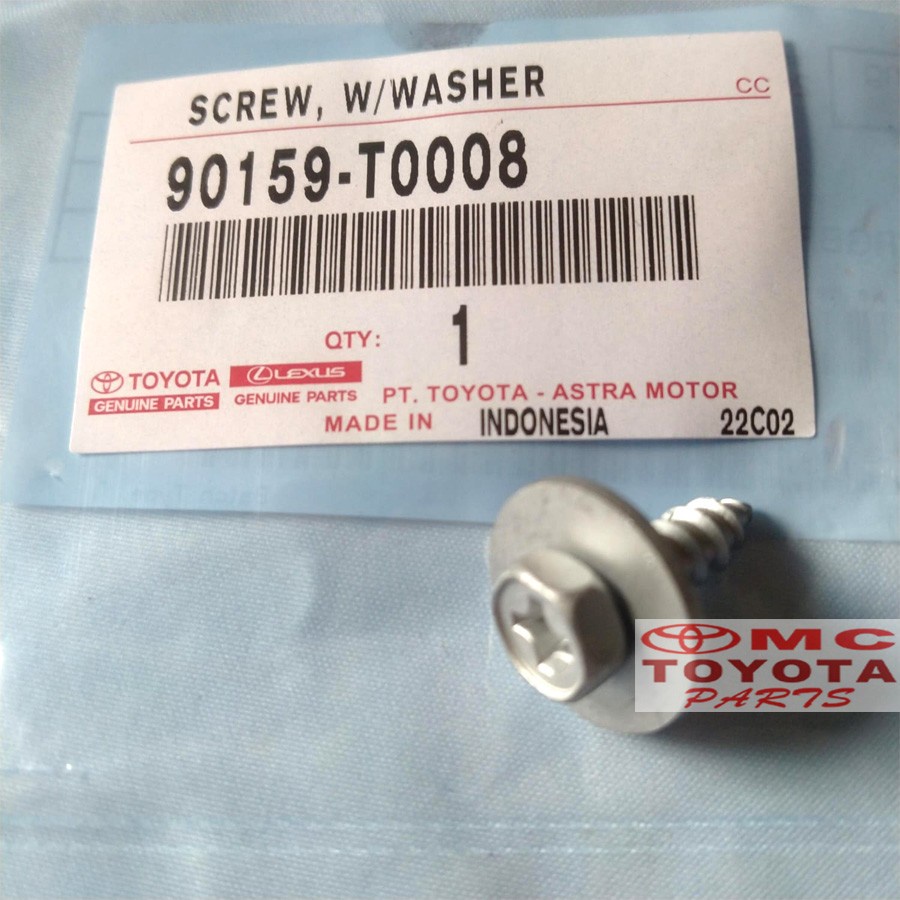 SCREW, W/WASHER
CC
90159-T0008
QTY: 1
TOYOTA
GENUINE PARTS
LEXUS
GENUINE PARTS
PT. TOYOTA - ASTRA MOTOR
MADE IN INDONESIA 22C02
MC
TOYOTA
PARTS